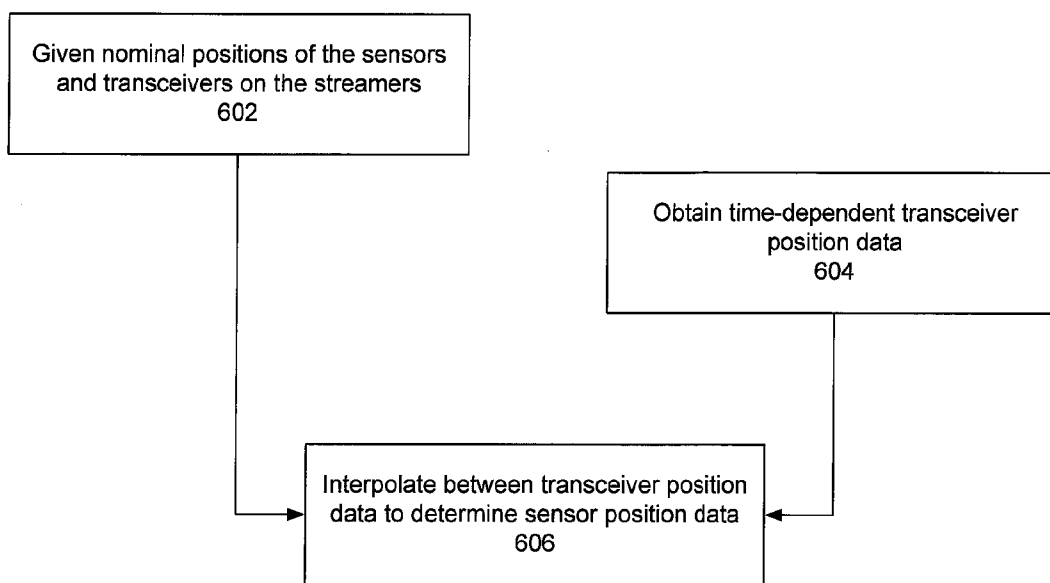 Given nominal positions of the sensors
and transceivers on the streamers
602
Obtain time-dependent transceiver
position data
604
Interpolate between transceiver position
data to determine sensor position data
606